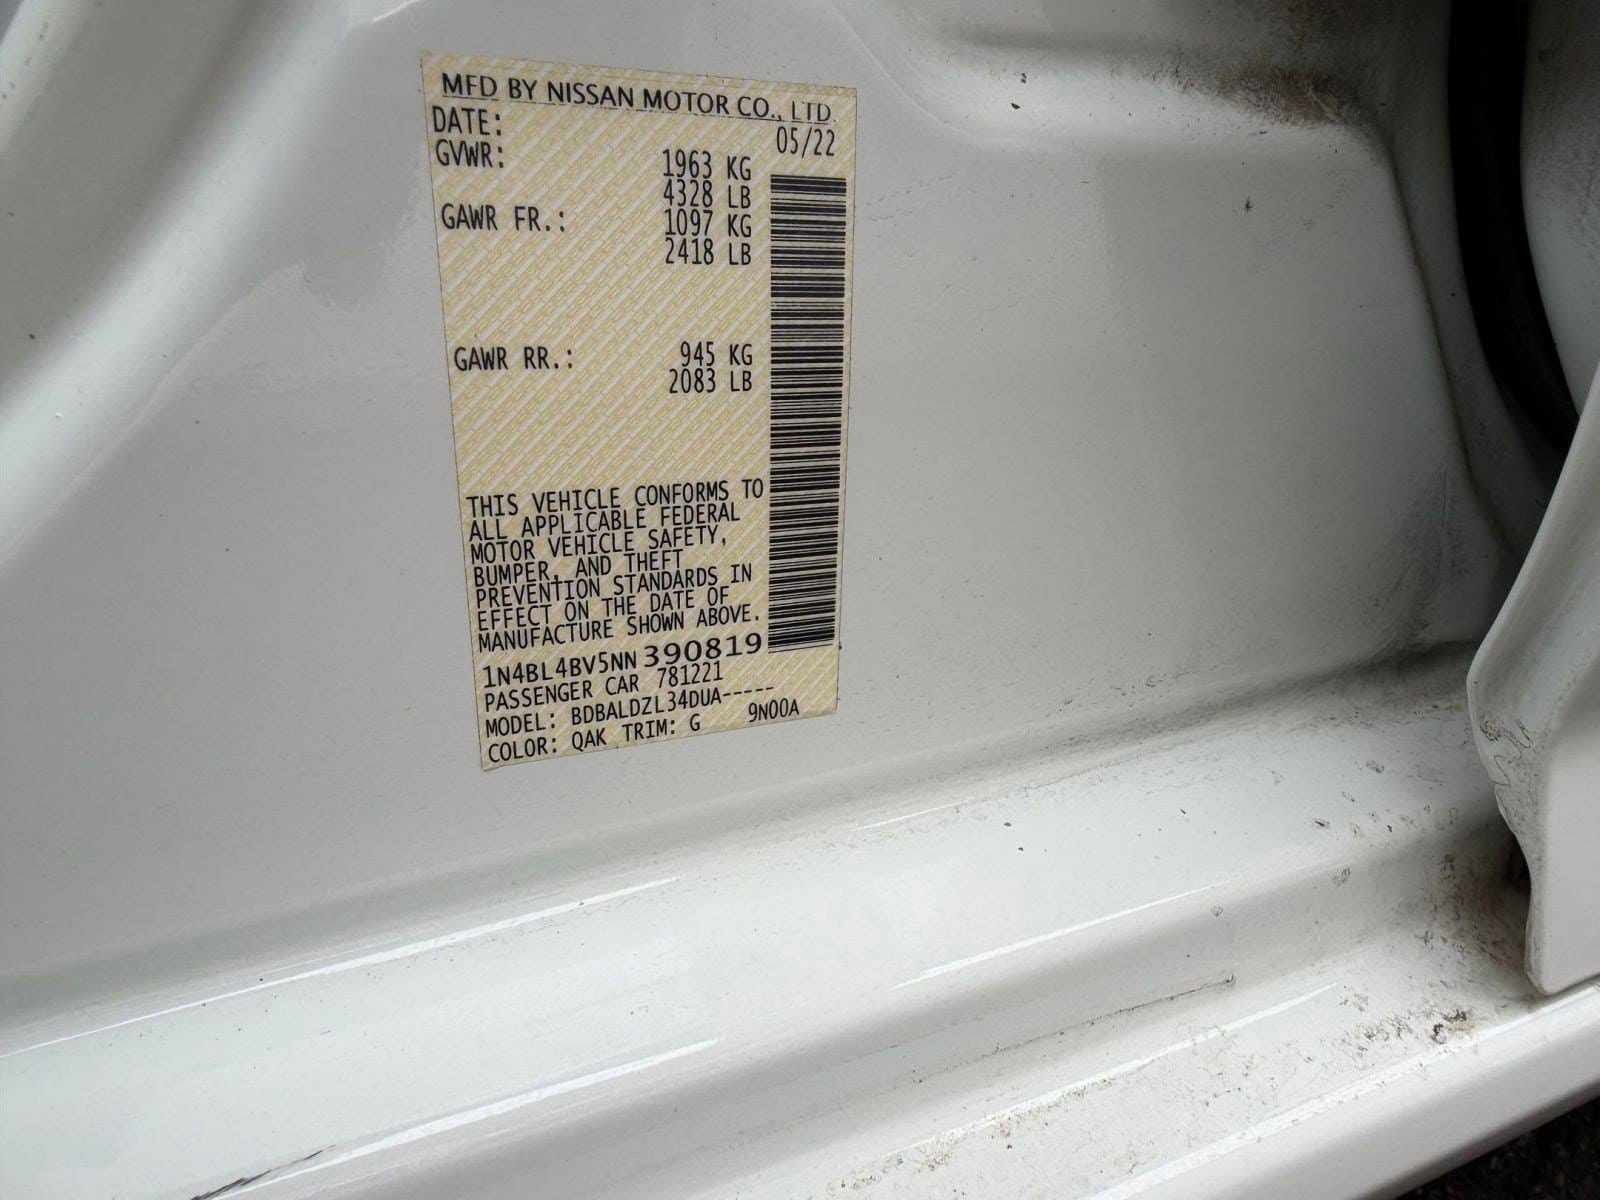 MFD BY NISSAN MOTOR CO., LTD.
DATE: 05/22
GVWR: 1963 KG
4328 LB
GAWR FR.: 1097 KG
2418 LB
GAWR RR.: 945 KG
2083 LB
THIS VEHICLE CONFORMS TO
ALL APPLICABLE FEDERAL
MOTOR VEHICLE SAFETY,
BUMPER, AND THEFT
PREVENTION STANDARDS IN
EFFECT ON THE DATE OF
MANUFACTURE SHOWN ABOVE.
1N4BL4BV5NN390819
PASSENGER CAR 781221
MODEL: BDBALDZL34DUA-----
COLOR: QAK TRIM: G 9N00A